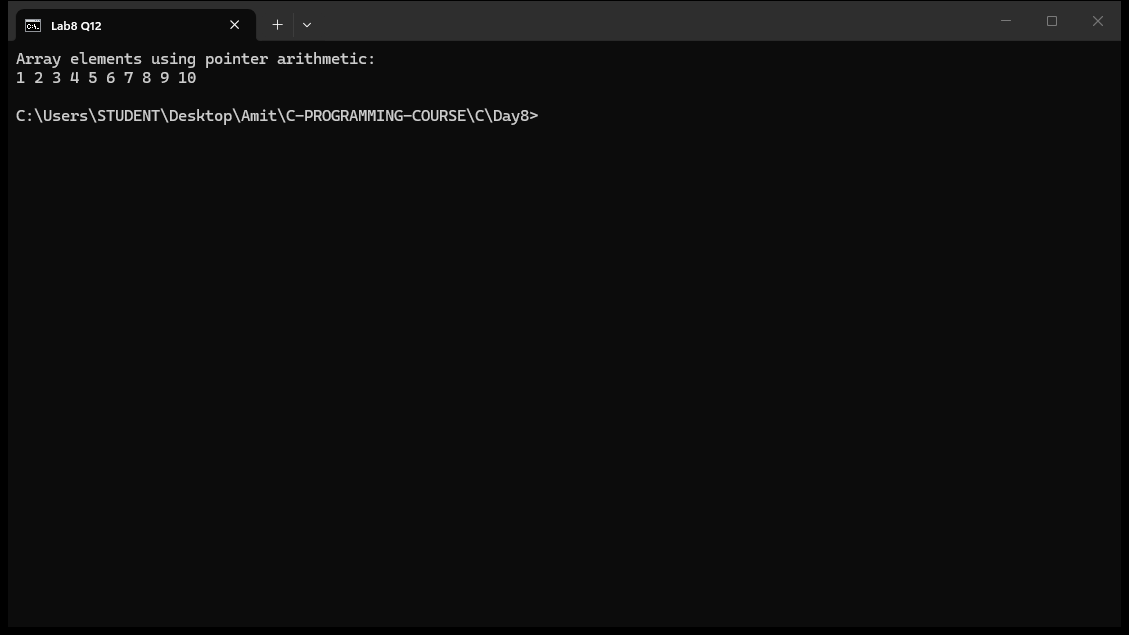 Lab8 Q12
Array elements using pointer arithmetic:
1 2 3 4 5 6 7 8 9 10
C:\Users\STUDENT\Desktop\Amit\C-PROGRAMMING-COURSE\C\Day8>